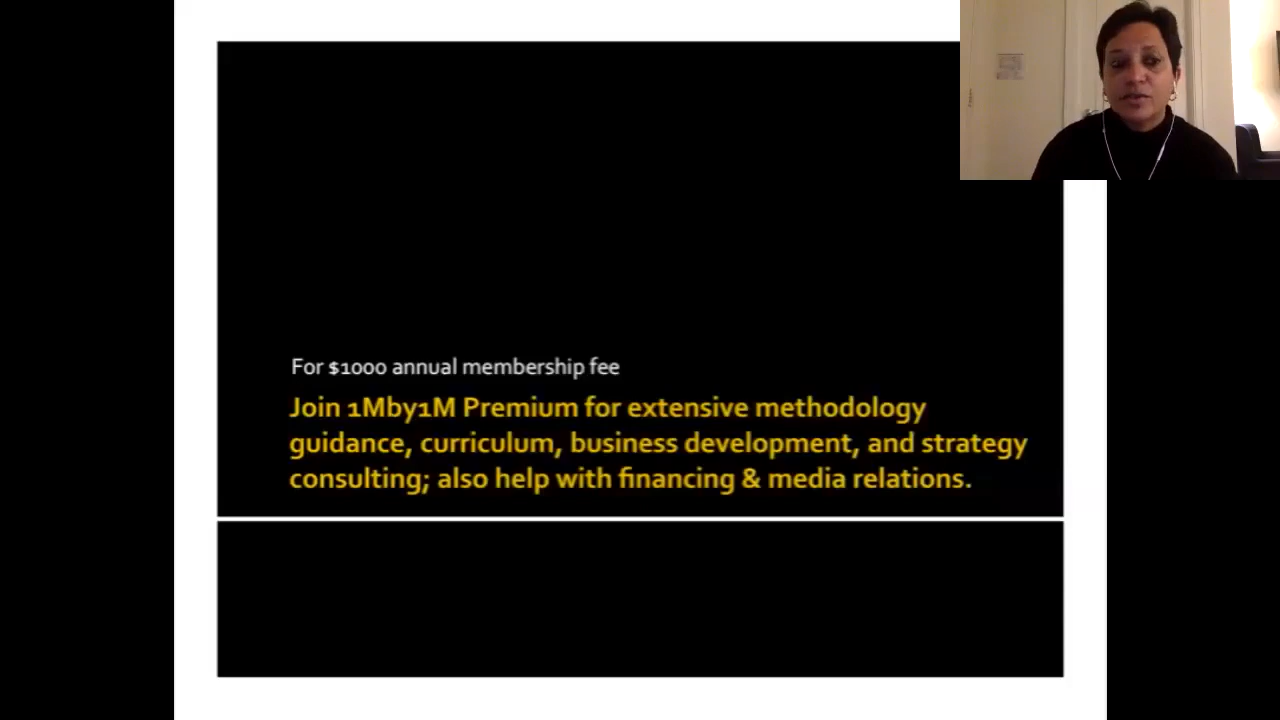 For $1000 annual membership fee
Join 1Mby1M Premium for extensive methodology
guidance, curriculum, business development, and strategy
consulting; also help with financing & media relations.